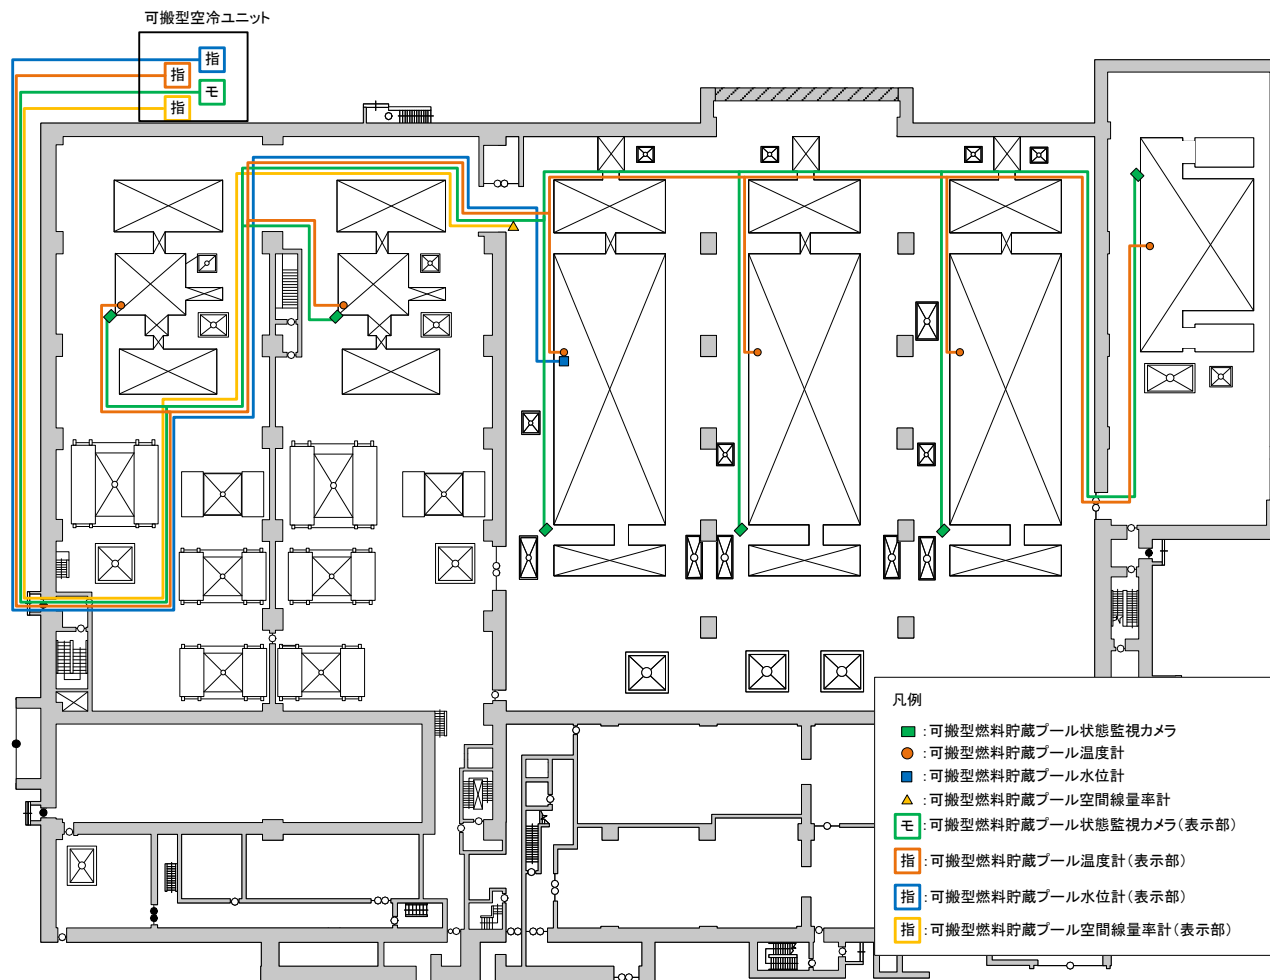 可搬型空冷ユニット
指
指
モ
指
凡例
:可搬型燃料貯蔵プール状態監視カメラ
:可搬型燃料貯蔵プール温度計
:可搬型燃料貯蔵プール水位計
:可搬型燃料貯蔵プール空間線量率計
モ:可搬型燃料貯蔵プール状態監視カメラ(表示部)
指:可搬型燃料貯蔵プール温度計(表示部)
指:可搬型燃料貯蔵プール水位計(表示部)
指:可搬型燃料貯蔵プール空間線量率計(表示部)